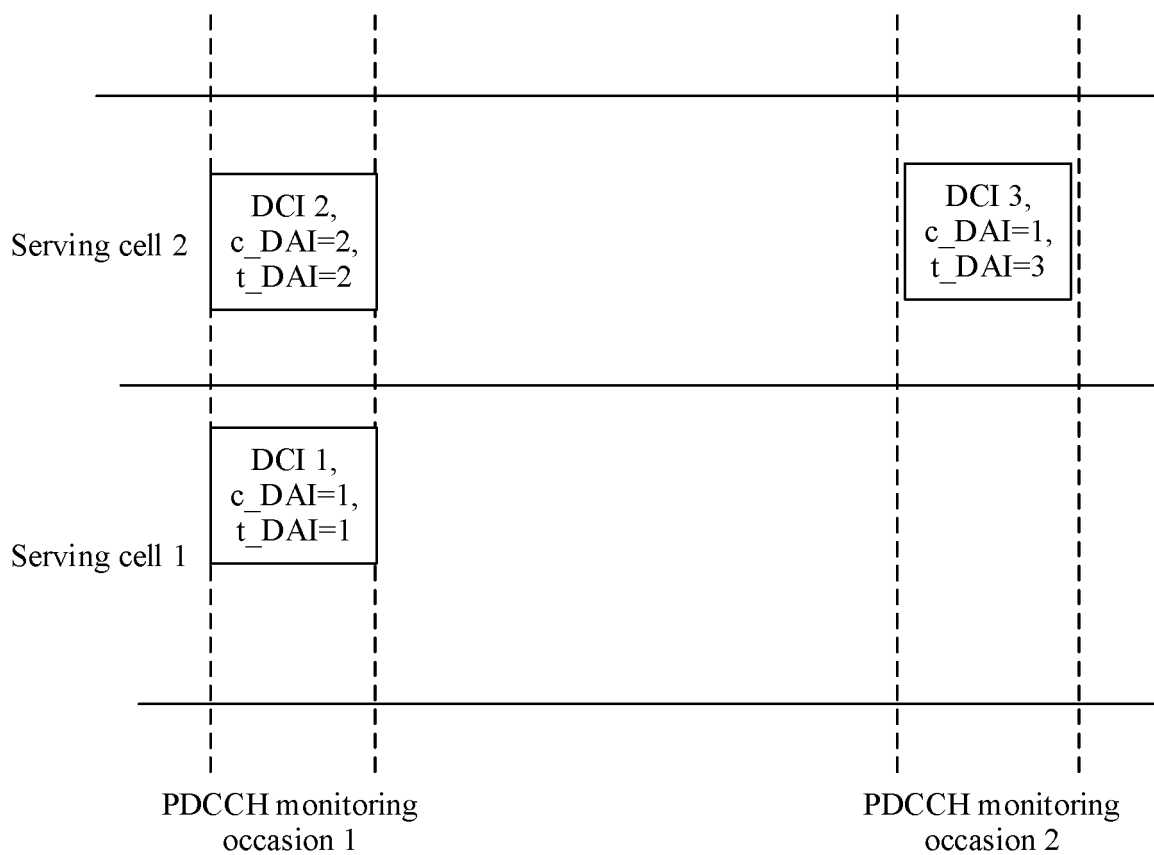 DCI 2,
c_DAI=2,
t_DAI=2
DCI 3,
c_DAI=1,
t_DAI=3
Serving cell 2
DCI 1,
c_DAI=1,
t_DAI=1
Serving cell 1
PDCCH monitoring
occasion 1
PDCCH monitoring
occasion 2